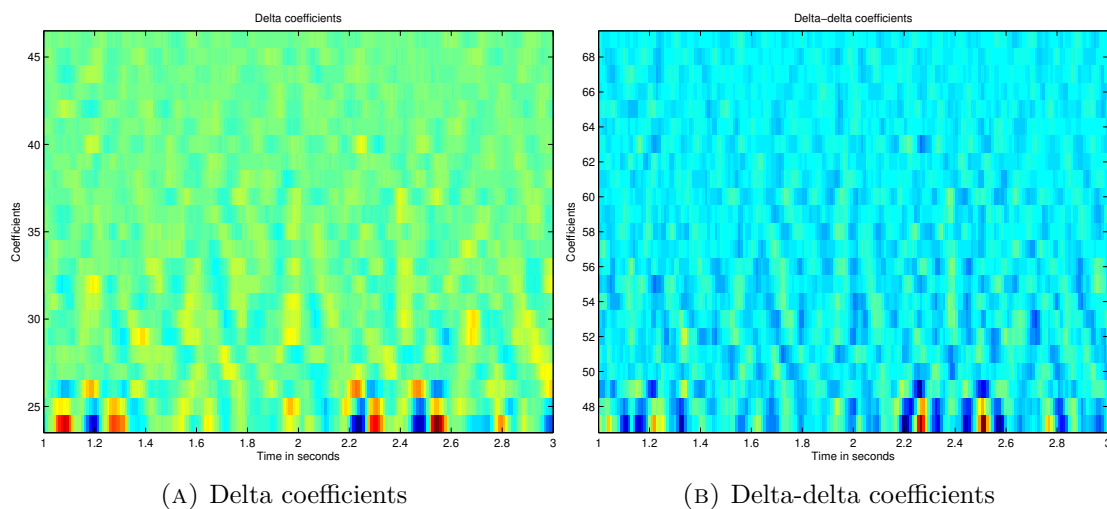 Delta coefficients
45
40
35
30
25
Coefficients
1 1.2 1.4 1.6 1.8 2 2.2 2.4 2.6 2.8 3
Time in seconds
(A) Delta coefficients
Delta−delta coefficients
68
66
64
62
60
58
56
54
52
50
48
Coefficients
1 1.2 1.4 1.6 1.8 2 2.2 2.4 2.6 2.8 3
Time in seconds
(B) Delta-delta coefficients